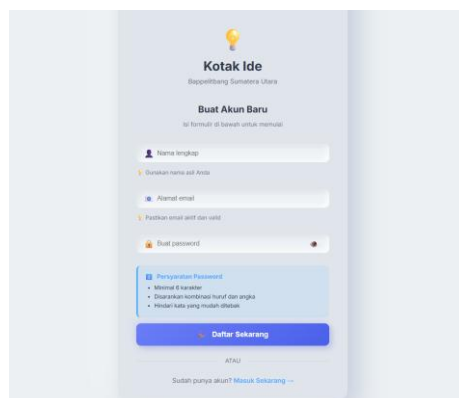 Kotak Ide
Bappelitbang Sumatera Utara
Buat Akun Baru
Isi formulir di bawah untuk memulai
Nama lengkap
Gunakan nama asli Anda
Alamat email
Pastikan email aktif dan valid
Buat password
Persyaratan Password
• Minimal 6 karakter
• Disarankan kombinasi huruf dan angka
• Hindari kata yang mudah ditebak
Daftar Sekarang
ATAU
Sudah punya akun? Masuk Sekarang →